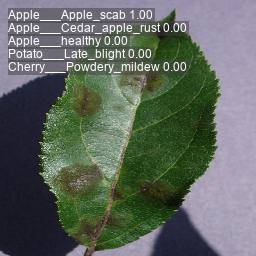 Apple___Apple_scab 1.00
Apple___Cedar_apple_rust 0.00
Apple___healthy 0.00
Potato___Late_blight 0.00
Cherry___Powdery_mildew 0.00